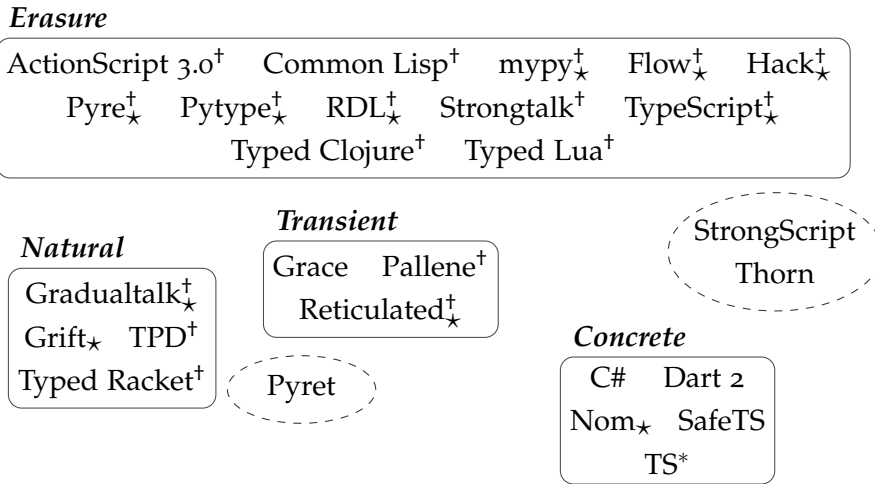 Erasure
ActionScript 3.0† Common Lisp† mypy†⋆ Flow†⋆ Hack†⋆
Pyre†⋆ Pytype†⋆ RDL†⋆ Strongtalk† TypeScript†⋆
Typed Clojure† Typed Lua†
Natural
Gradualtalk†⋆
Grift⋆ TPD†
Typed Racket†
Transient
Grace Pallene†
Reticulated†⋆
Pyret
StrongScript
Thorn
Concrete
C# Dart 2
Nom⋆ SafeTS
TS*